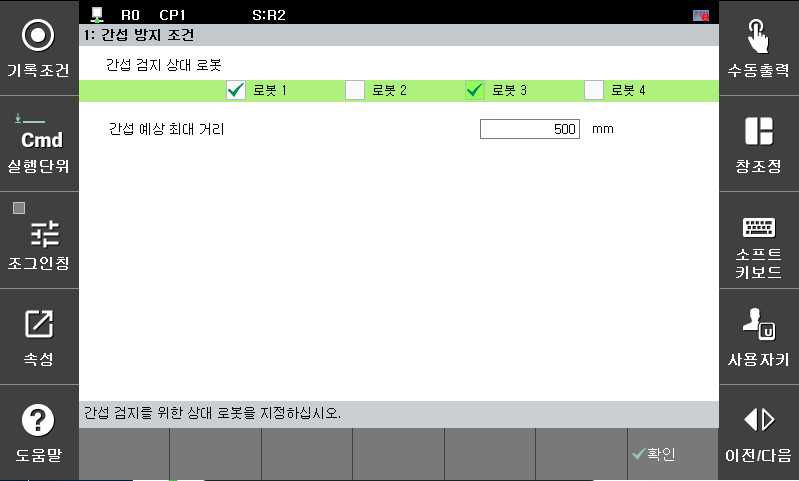 R0 CP1 S:R2
1: 간섭 방지 조건
간섭 검지 상대 로봇
로봇 1 로봇 2 로봇 3 로봇 4
간섭 예상 최대 거리 500 mm
간섭 검지를 위한 상대 로봇을 지정하십시오.
확인
기록조건
Cmd
실행단위
조그인칭
속성
?
도움말
수동출력
창조정
소프트
키보드
U
사용자키
이전/다음